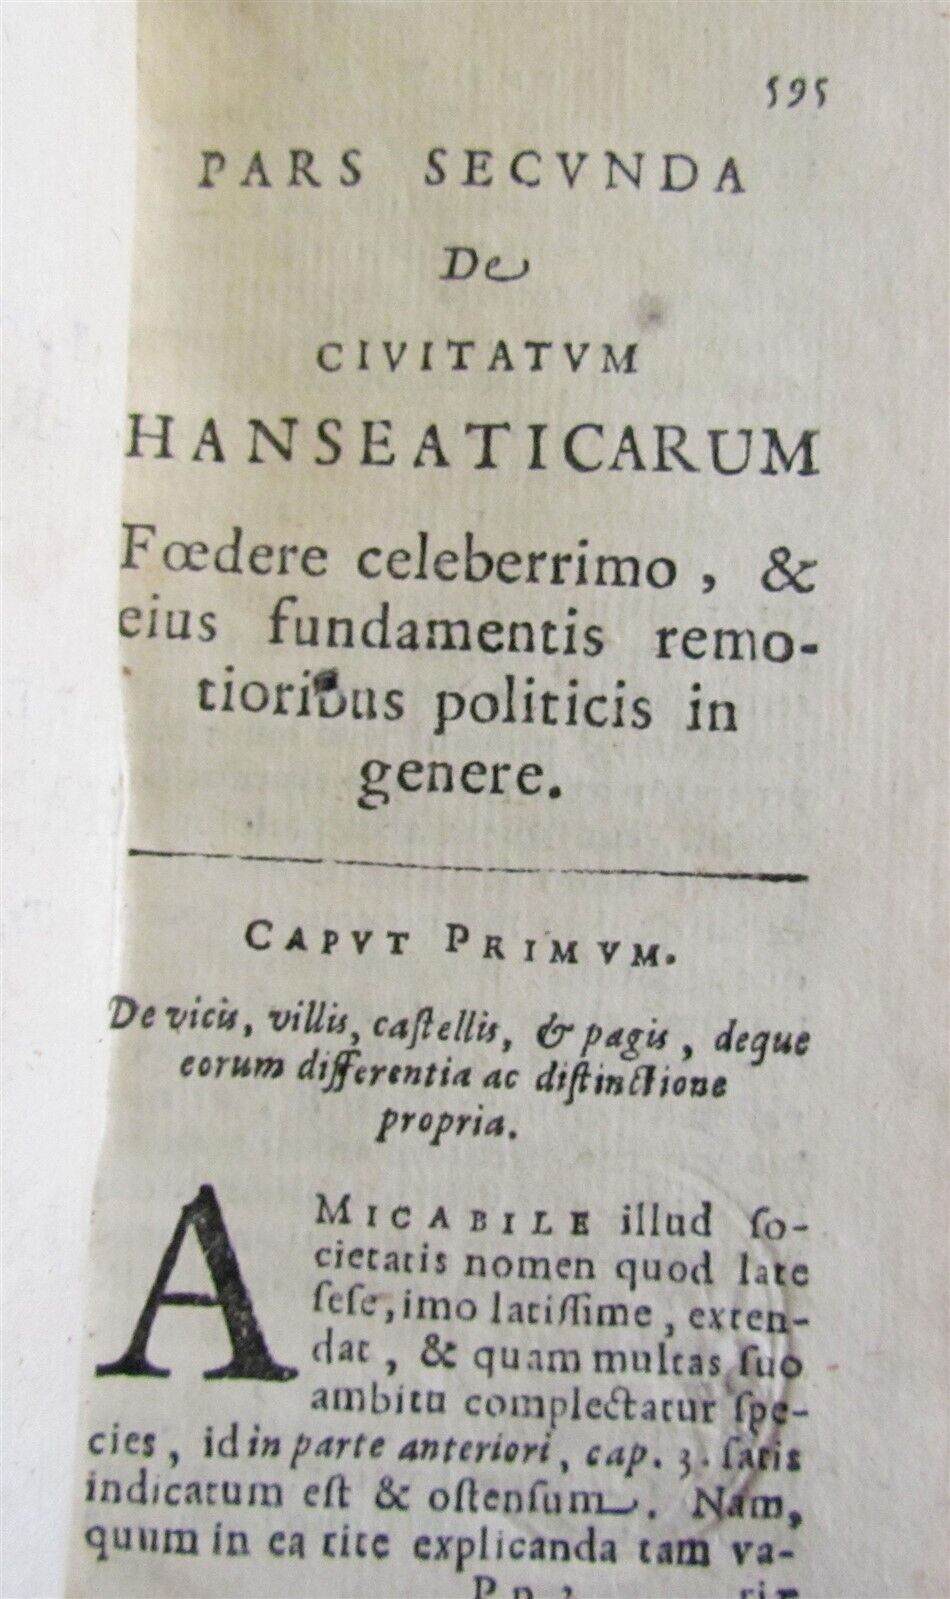 595
PARS SECVNDA
De
CIVITATVM
HANSEATICARUM
Fœdere celeberrimo, &
eius fundamentis remo-
tioribus politicis in
genere.
CAPVT PRIMVM.
De vicis, villis, caſtellis, & pagis, deque
eorum differentia ac diſtinctione
propria.
AMICABILE illud ſo-
cietatis nomen quod late
ſeſe, imo latiſſime, exten-
dat, & quam multas ſuo
ambitu complectatur ſpe-
cies, id in parte anteriori, cap. 3. ſatis
indicatum eſt & oſtenſum. Nam,
quum in ea rite explicanda tam va-